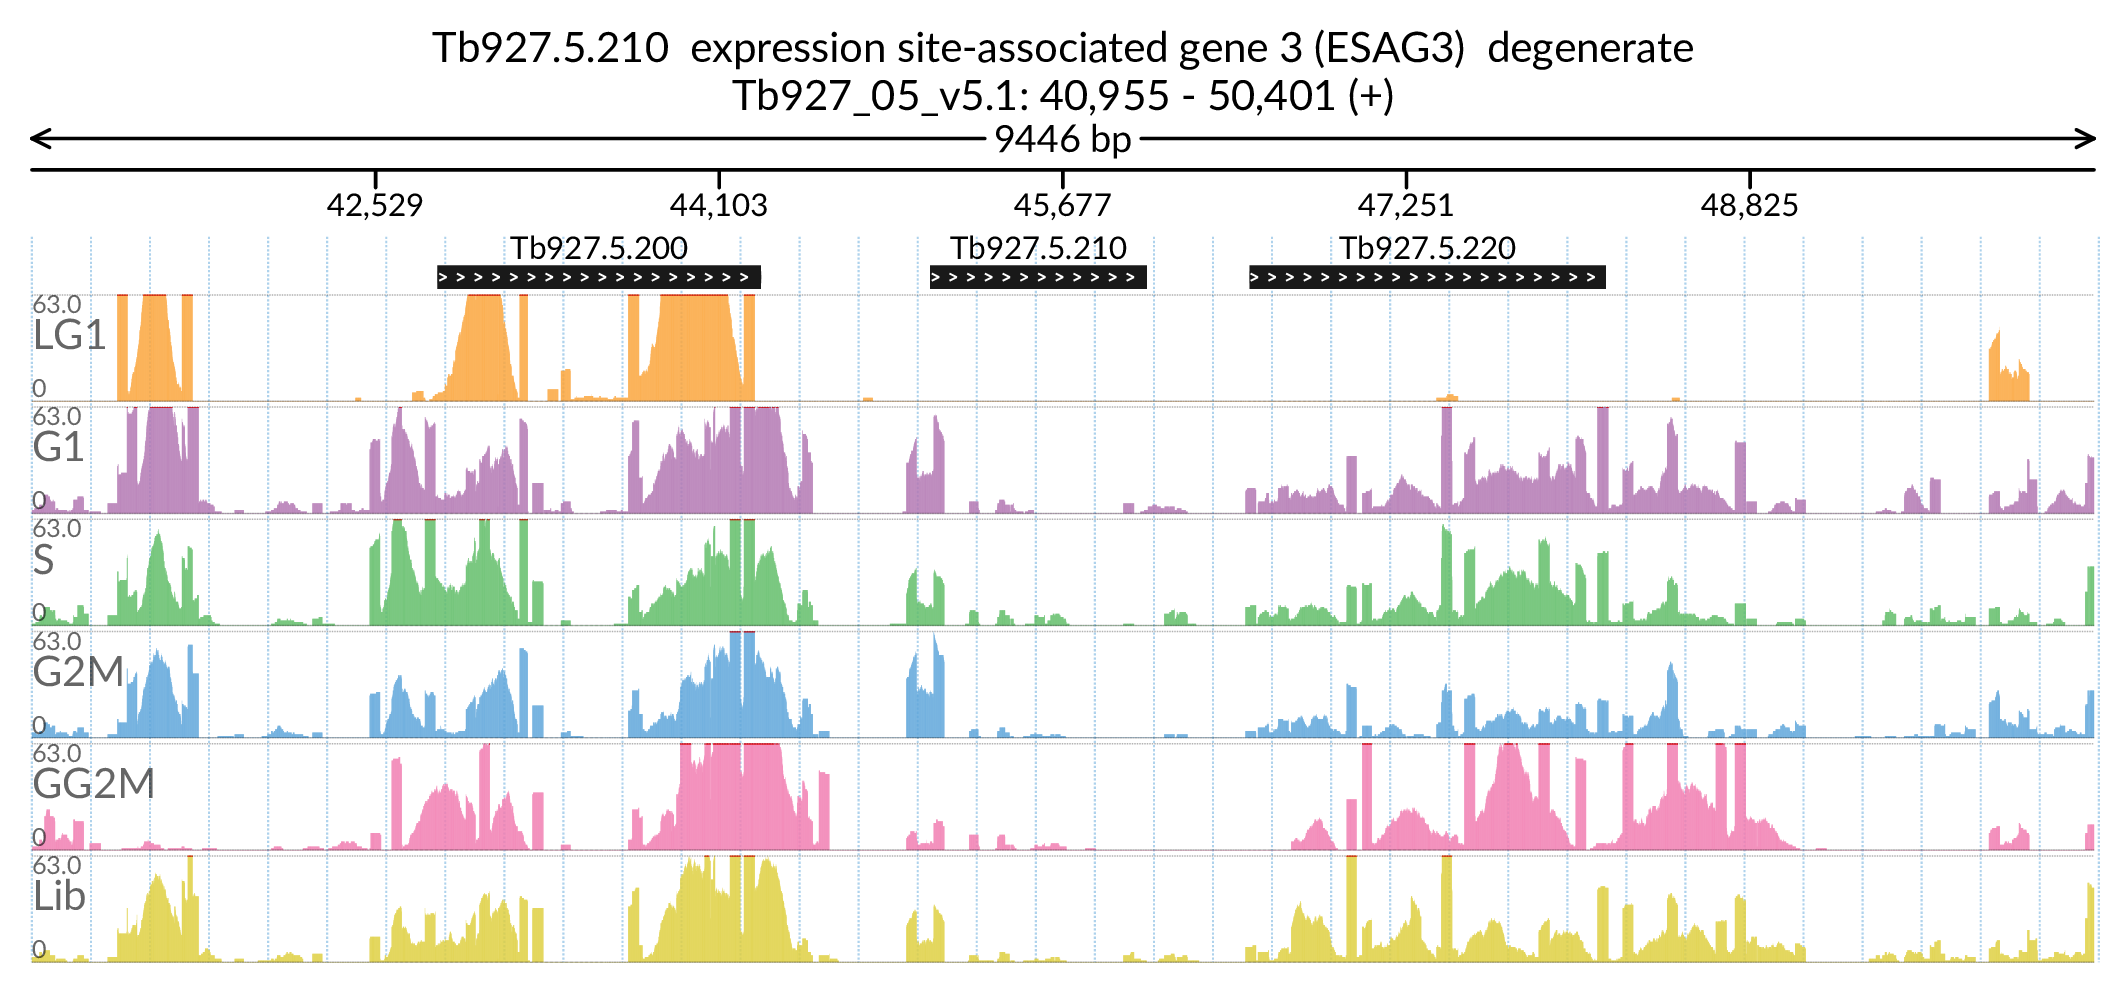 Tb927.5.210  expression site-associated gene 3 (ESAG3)  degenerate
Tb927_05_v5.1: 40,955 - 50,401 (+)
9446 bp
42,529 44,103 45,677 47,251 48,825
Tb927.5.200 Tb927.5.210 Tb927.5.220
63.0
LG1
0
63.0
G1
0
63.0
S
0
63.0
G2M
0
63.0
GG2M
0
63.0
Lib
0